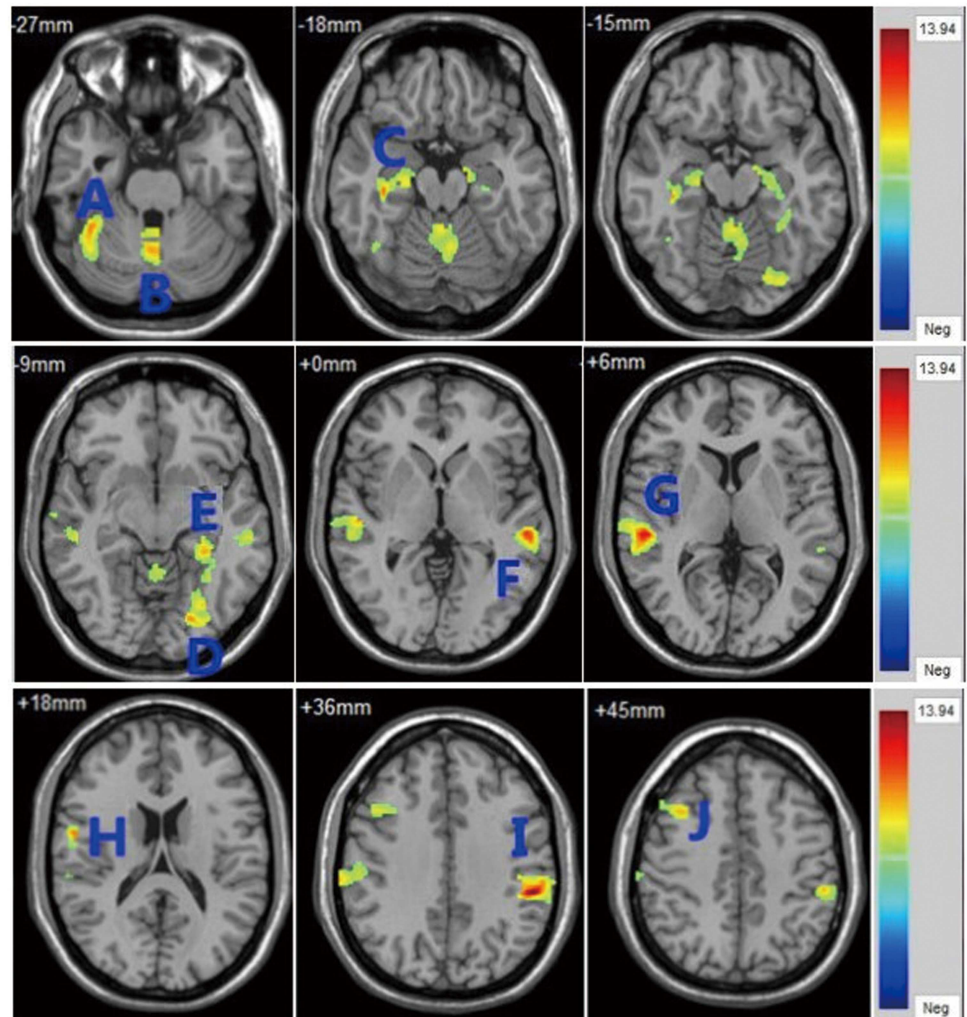 -27mm
-18mm
-15mm
13.94
A
B
C
Neg
-9mm
+0mm
+6mm
13.94
E
D
F
G
Neg
+18mm
+36mm
+45mm
13.94
H
I
J
Neg